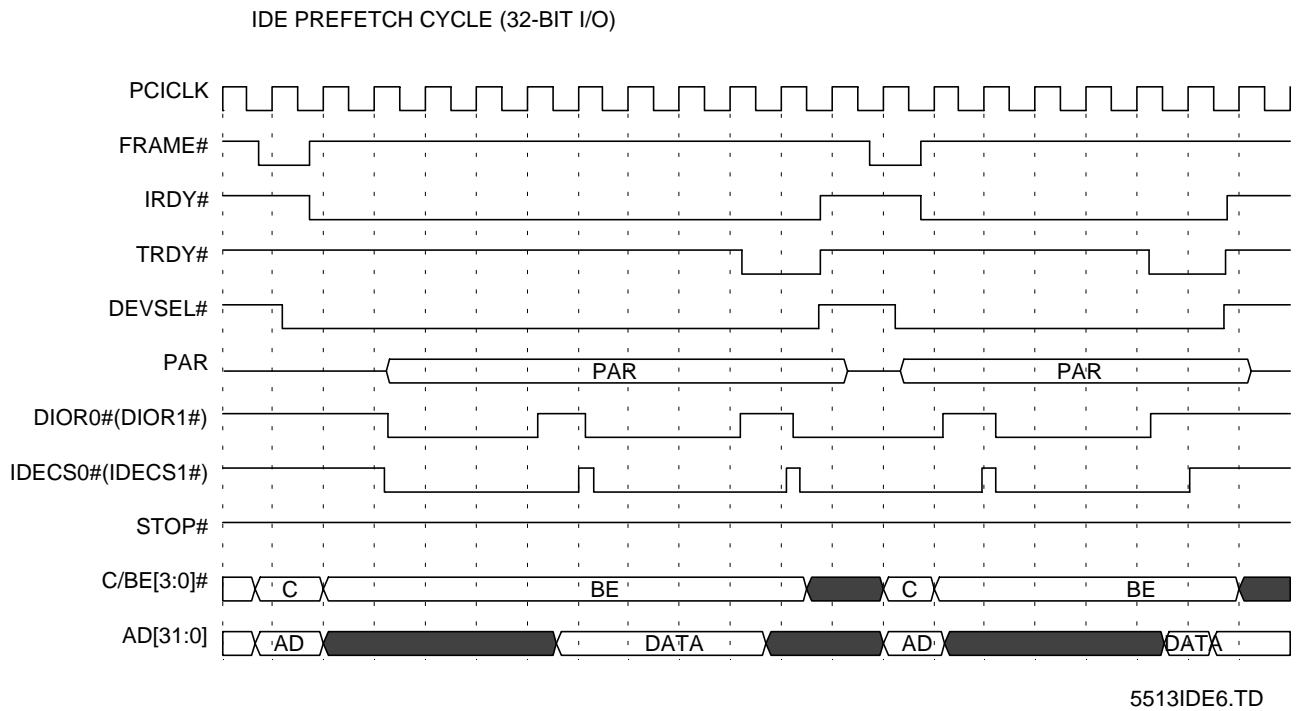 IDE PREFETCH CYCLE (32-BIT I/O)
PCICLK
FRAME#
IRDY#
TRDY#
DEVSEL#
PAR PAR PAR
DIOR0#(DIOR1#)
IDECS0#(IDECS1#)
STOP#
C/BE[3:0]# C BE C BE
AD[31:0] AD DATA AD DATA
5513IDE6.TD